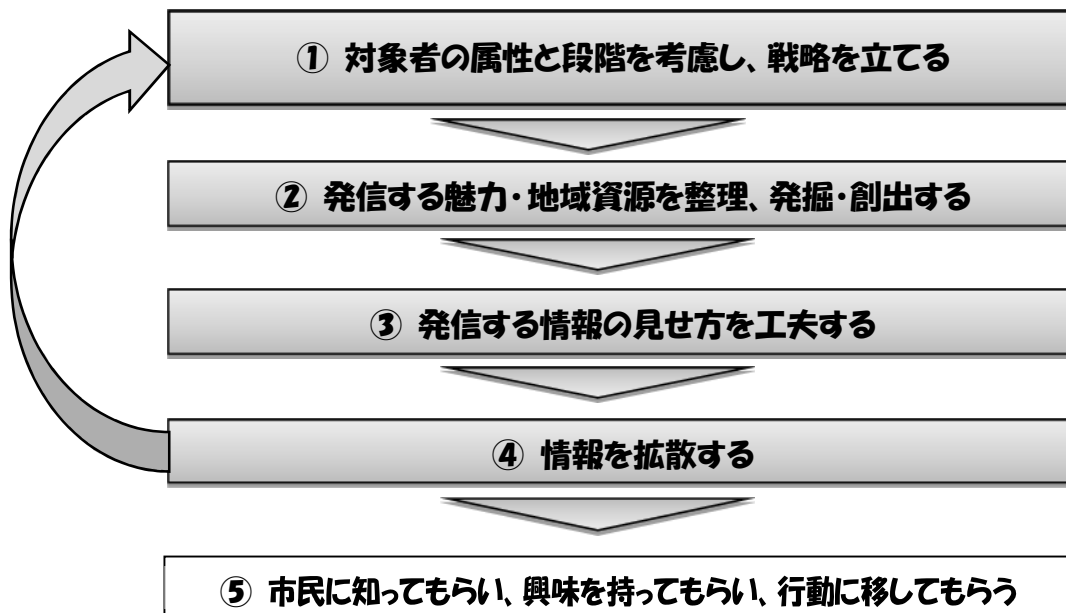 ① 対象者の属性と段階を考慮し、戦略を立てる
② 発信する魅力・地域資源を整理、発掘・創出する
③ 発信する情報の見せ方を工夫する
④ 情報を拡散する
⑤ 市民に知ってもらい、興味を持ってもらい、行動に移してもらう